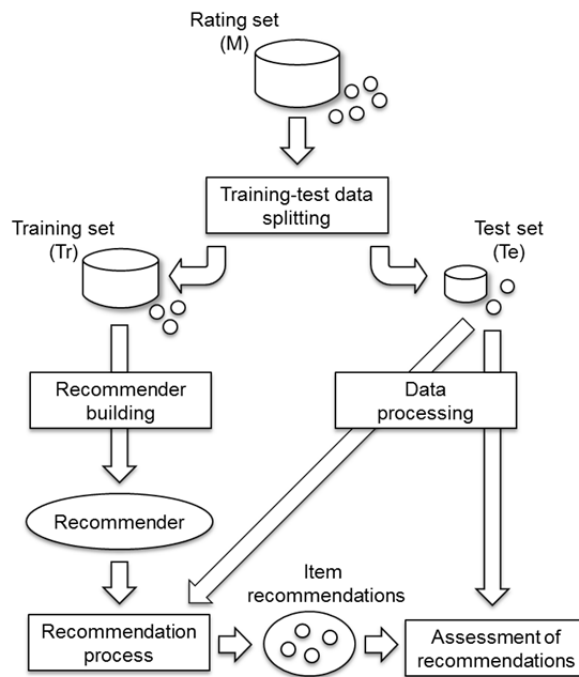 Rating set
(M)
Training-test data
splitting
Training set
(Tr)
Test set
(Te)
Recommender
building
Data
processing
Recommender
Item
recommendations
Recommendation
process
Assessment of
recommendations